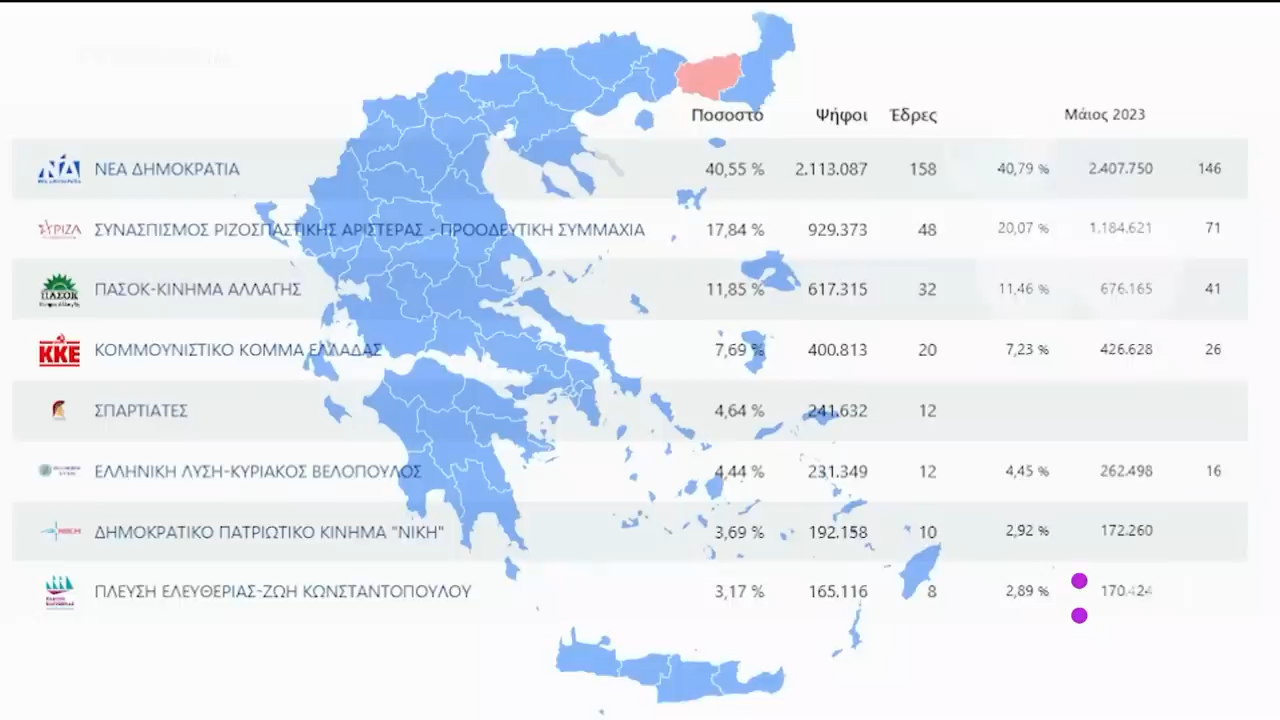 Ποσοστό Ψήφοι Έδρες Μάιος 2023
ΝΔ ΝΕΑ ΔΗΜΟΚΡΑΤΙΑ 40,55 % 2.113.087 158 40,79 % 2.407.750 146
ΣΥΡΙΖΑ ΣΥΝΑΣΠΙΣΜΟΣ ΡΙΖΟΣΠΑΣΤΙΚΗΣ ΑΡΙΣΤΕΡΑΣ - ΠΡΟΟΔΕΥΤΙΚΗ ΣΥΜΜΑΧΙΑ 17,84 % 929.373 48 20,07 % 1.184.621 71
ΠΑΣΟΚ ΠΑΣΟΚ-ΚΙΝΗΜΑ ΑΛΛΑΓΗΣ 11,85 % 617.315 32 11,46 % 676.165 41
ΚΚΕ ΚΟΜΜΟΥΝΙΣΤΙΚΟ ΚΟΜΜΑ ΕΛΛΑΔΑΣ 7,69 % 400.813 20 7,23 % 426.628 26
ΣΠΑΡΤΙΑΤΕΣ 4,64 % 241.632 12
ΕΛΛΗΝΙΚΗ ΛΥΣΗ-ΚΥΡΙΑΚΟΣ ΒΕΛΟΠΟΥΛΟΣ 4,44 % 231.349 12 4,45 % 262.498 16
ΔΗΜΟΚΡΑΤΙΚΟ ΠΑΤΡΙΩΤΙΚΟ ΚΙΝΗΜΑ "ΝΙΚΗ" 3,69 % 192.158 10 2,92 % 172.260
ΠΛΕΥΣΗ ΕΛΕΥΘΕΡΙΑΣ-ΖΩΗ ΚΩΝΣΤΑΝΤΟΠΟΥΛΟΥ 3,17 % 165.116 8 2,89 % 170.424